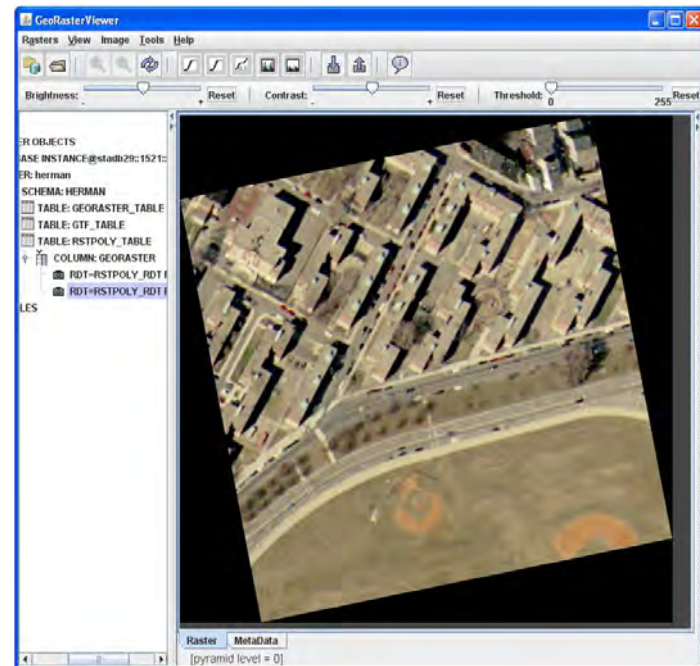 GeoRasterViewer
Rasters View Image Tools Help
Brightness: - + Reset Contrast: - + Reset Threshold: 0 255 Reset
ER OBJECTS
BASE INSTANCE@stadb29::1521::
ER: herman
SCHEMA: HERMAN
TABLE: GEORASTER_TABLE
TABLE: GTF_TABLE
TABLE: RSTPOLY_TABLE
COLUMN: GEORASTER
RDT=RSTPOLY_RDT
RDT=RSTPOLY_RDT
LES
Raster MetaData
[pyramid level = 0]